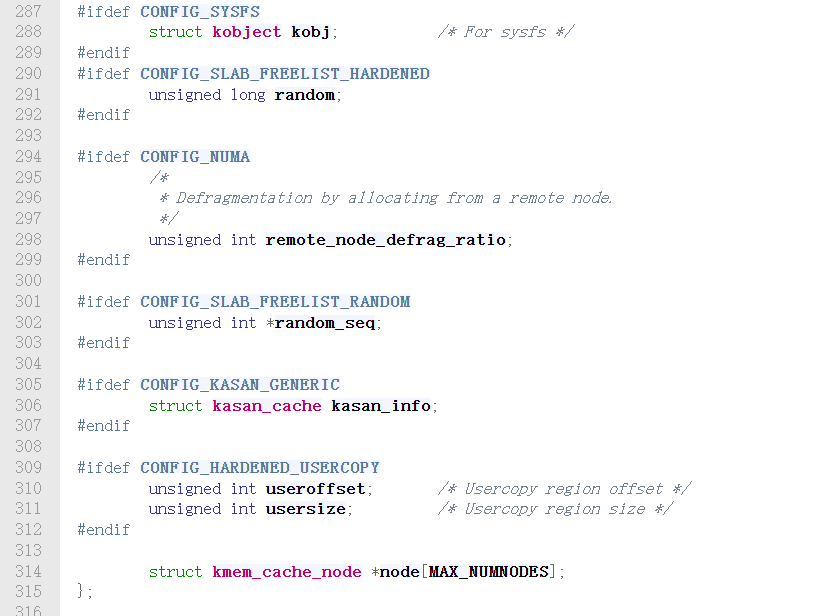 287 #ifdef CONFIG_SYSFS
288 struct kobject kobj; /* For sysfs */
289 #endif
290 #ifdef CONFIG_SLAB_FREELIST_HARDENED
291 unsigned long random;
292 #endif
293
294 #ifdef CONFIG_NUMA
295 /*
296 * Defragmentation by allocating from a remote node.
297 */
298 unsigned int remote_node_defrag_ratio;
299 #endif
300
301 #ifdef CONFIG_SLAB_FREELIST_RANDOM
302 unsigned int *random_seq;
303 #endif
304
305 #ifdef CONFIG_KASAN_GENERIC
306 struct kasan_cache kasan_info;
307 #endif
308
309 #ifdef CONFIG_HARDENED_USERCOPY
310 unsigned int useroffset; /* Usercopy region offset */
311 unsigned int usersize; /* Usercopy region size */
312 #endif
313
314 struct kmem_cache_node *node[MAX_NUMNODES];
315 };
316